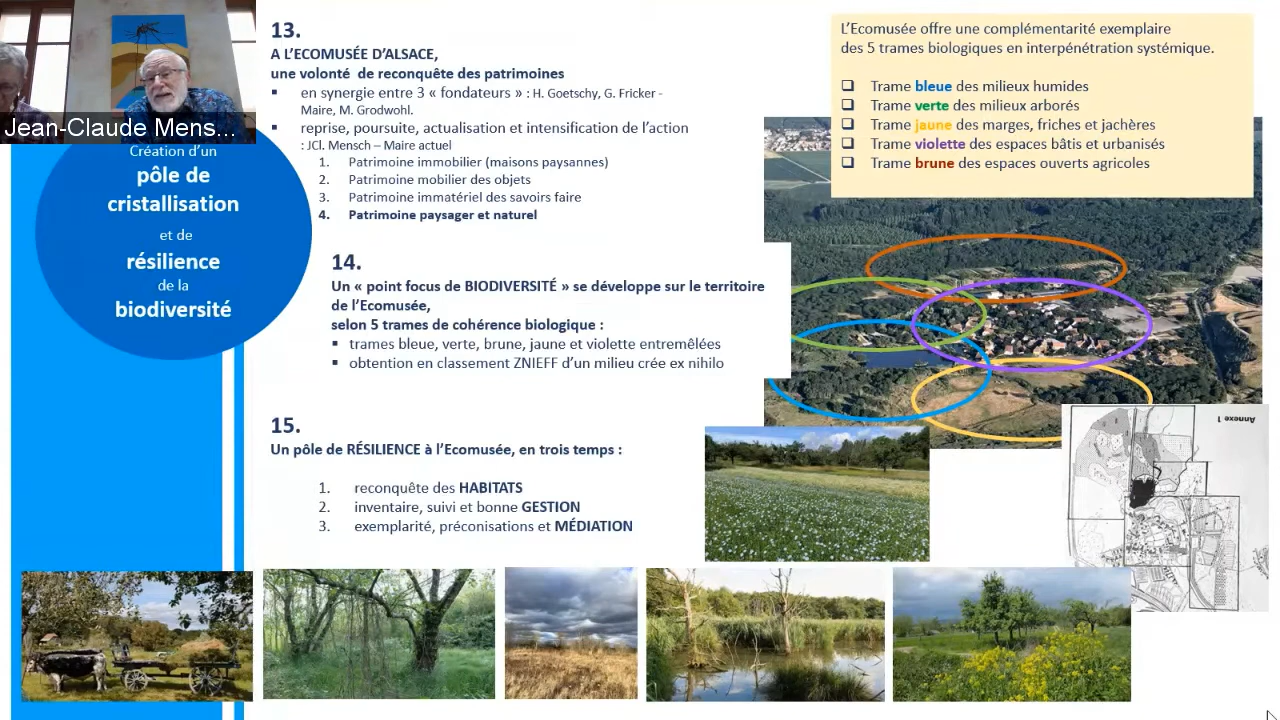 Jean-Claude Mens...
Création d'un
pôle de
cristallisation
et de
résilience
de la
biodiversité
13.
A L'ECOMUSÉE D'ALSACE,
une volonté de reconquête des patrimoines
▪ en synergie entre 3 « fondateurs » : H. Goetschy, G. Fricker -
Maire, M. Grodwohl.
▪ reprise, poursuite, actualisation et intensification de l'action
: JCl. Mensch – Maire actuel
1. Patrimoine immobilier (maisons paysannes)
2. Patrimoine mobilier des objets
3. Patrimoine immatériel des savoirs faire
4. Patrimoine paysager et naturel
14.
Un « point focus de BIODIVERSITÉ » se développe sur le territoire
de l'Ecomusée,
selon 5 trames de cohérence biologique :
▪ trames bleue, verte, brune, jaune et violette entremêlées
▪ obtention en classement ZNIEFF d'un milieu crée ex nihilo
15.
Un pôle de RÉSILIENCE à l'Ecomusée, en trois temps :
1. reconquête des HABITATS
2. inventaire, suivi et bonne GESTION
3. exemplarité, préconisations et MÉDIATION
L'Ecomusée offre une complémentarité exemplaire
des 5 trames biologiques en interpénétration systémique.
❑ Trame bleue des milieux humides
❑ Trame verte des milieux arborés
❑ Trame jaune des marges, friches et jachères
❑ Trame violette des espaces bâtis et urbanisés
❑ Trame brune des espaces ouverts agricoles
Annexe 1